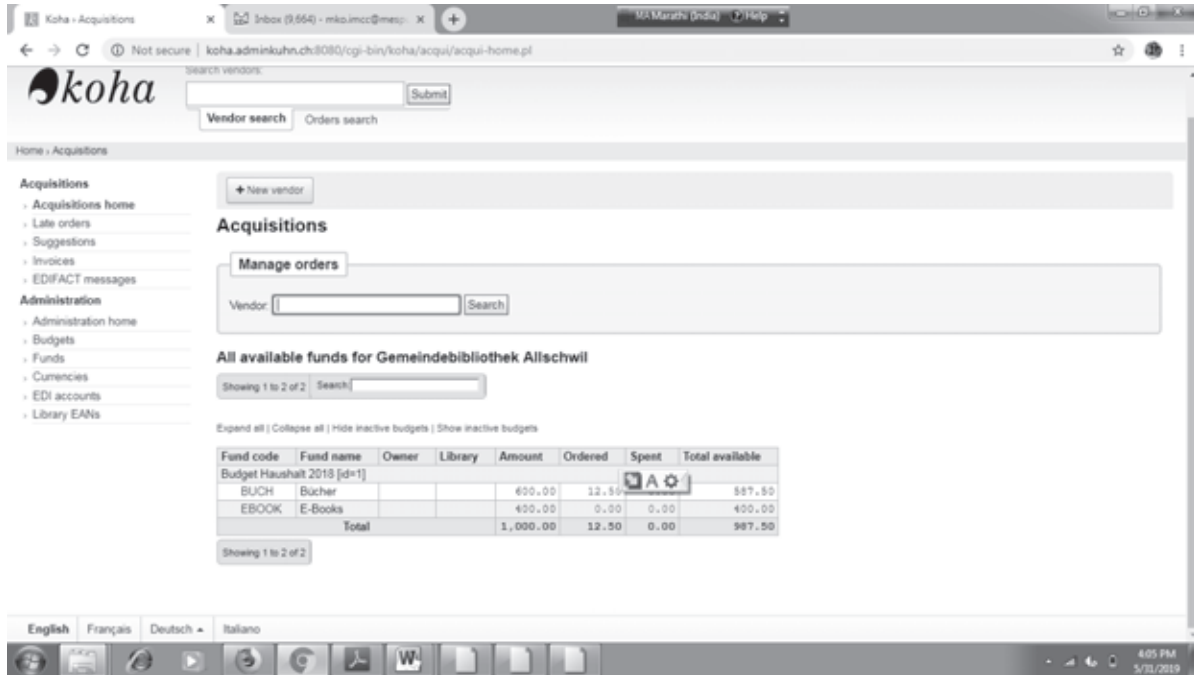 Koha › Acquisitions
Inbox (9,664) - mko.imcc@mesp
MA Marathi (India) Help
Not secure | koha.adminkuhn.ch:8080/cgi-bin/koha/acqui/acqui-home.pl
koha
Search vendors:
Submit
Vendor search Orders search
Home › Acquisitions
Acquisitions
› Acquisitions home
› Late orders
› Suggestions
› Invoices
› EDIFACT messages
Administration
› Administration home
› Budgets
› Funds
› Currencies
› EDI accounts
› Library EANs
+ New vendor
Acquisitions
Manage orders
Vendor: Search
All available funds for Gemeindebibliothek Allschwil
Showing 1 to 2 of 2 Search:
Expand all | Collapse all | Hide inactive budgets | Show inactive budgets
Fund code Fund name Owner Library Amount Ordered Spent Total available
Budget Haushalt 2018 [id=1]
BUCH Bücher 600.00 12.50 587.50
EBOOK E-Books 400.00 0.00 0.00 400.00
Total 1,000.00 12.50 0.00 987.50
A
Showing 1 to 2 of 2
English Français Deutsch Italiano
W
4:05 PM
5/31/2019